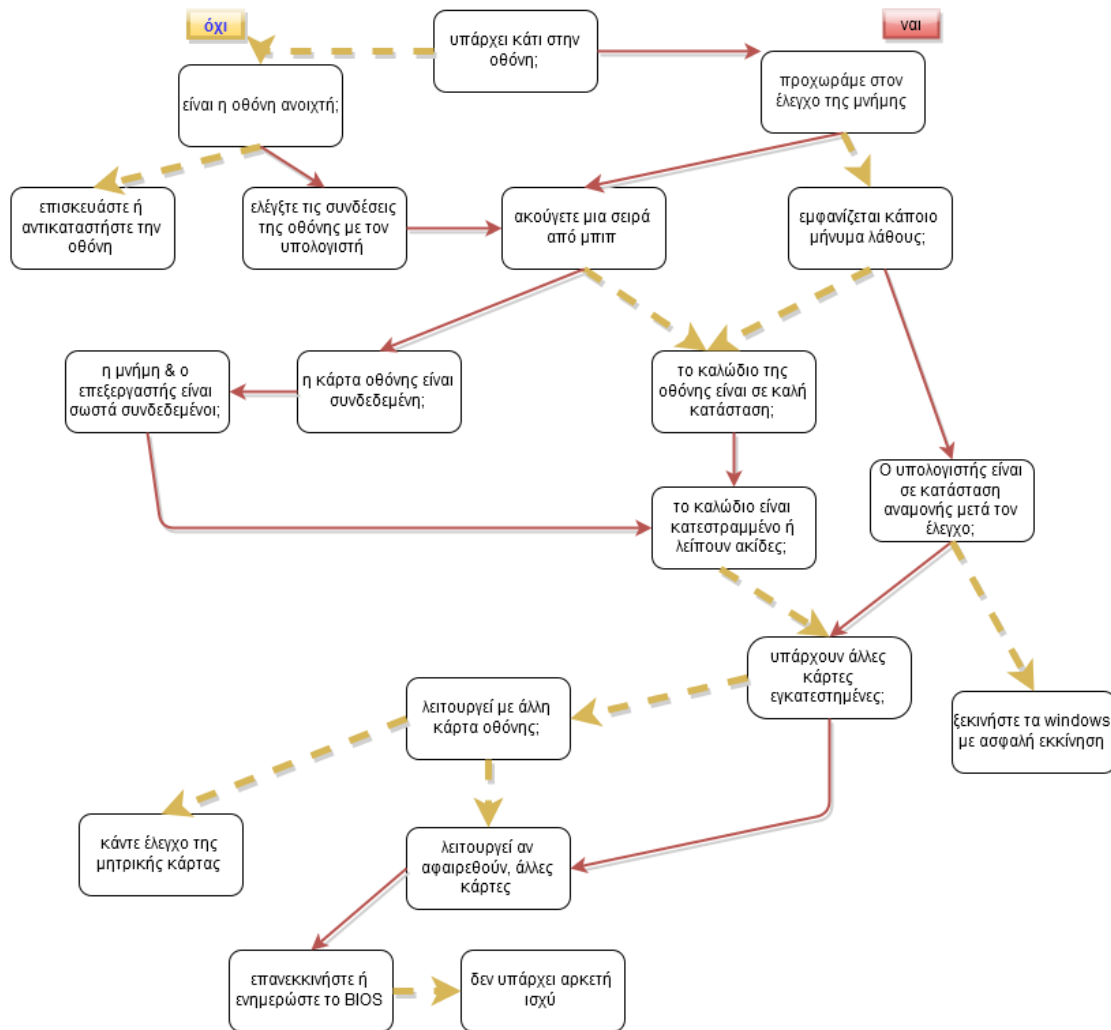 όχι
υπάρχει κάτι στην
οθόνη;
ναι
είναι η οθόνη ανοιχτή;
προχωράμε στον
έλεγχο της μνήμης
επισκευάστε ή
αντικαταστήστε την
οθόνη
ελέγξτε τις συνδέσεις
της οθόνης με τον
υπολογιστή
ακούγετε μια σειρά
από μπιπ
εμφανίζεται κάποιο
μήνυμα λάθους;
η μνήμη & ο
επεξεργαστής είναι
σωστά συνδεδεμένοι;
η κάρτα οθόνης είναι
συνδεδεμένη;
το καλώδιο της
οθόνης είναι σε καλή
κατάσταση;
το καλώδιο είναι
κατεστραμμένο ή
λείπουν ακίδες;
Ο υπολογιστής είναι
σε κατάσταση
αναμονής μετά τον
έλεγχο;
υπάρχουν άλλες
κάρτες
εγκατεστημένες;
λειτουργεί με άλλη
κάρτα οθόνης;
ξεκινήστε τα windows
με ασφαλή εκκίνηση
κάντε έλεγχο της
μητρικής κάρτας
λειτουργεί αν
αφαιρεθούν, άλλες
κάρτες
επανεκκινήστε ή
ενημερώστε το BIOS
δεν υπάρχει αρκετή
ισχύ